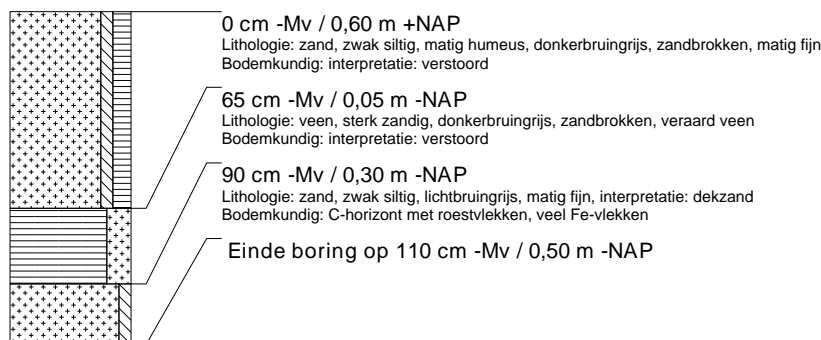 0 cm -Mv / 0,60 m +NAP
Lithologie: zand, zwak siltig, matig humeus, donkerbruingrijs, zandbrokken, matig fijn
Bodemkundig: interpretatie: verstoord
65 cm -Mv / 0,05 m -NAP
Lithologie: veen, sterk zandig, donkerbruingrijs, zandbrokken, veraard veen
Bodemkundig: interpretatie: verstoord
90 cm -Mv / 0,30 m -NAP
Lithologie: zand, zwak siltig, lichtbruingrijs, matig fijn, interpretatie: dekzand
Bodemkundig: C-horizont met roestvlekken, veel Fe-vlekken
Einde boring op 110 cm -Mv / 0,50 m -NAP